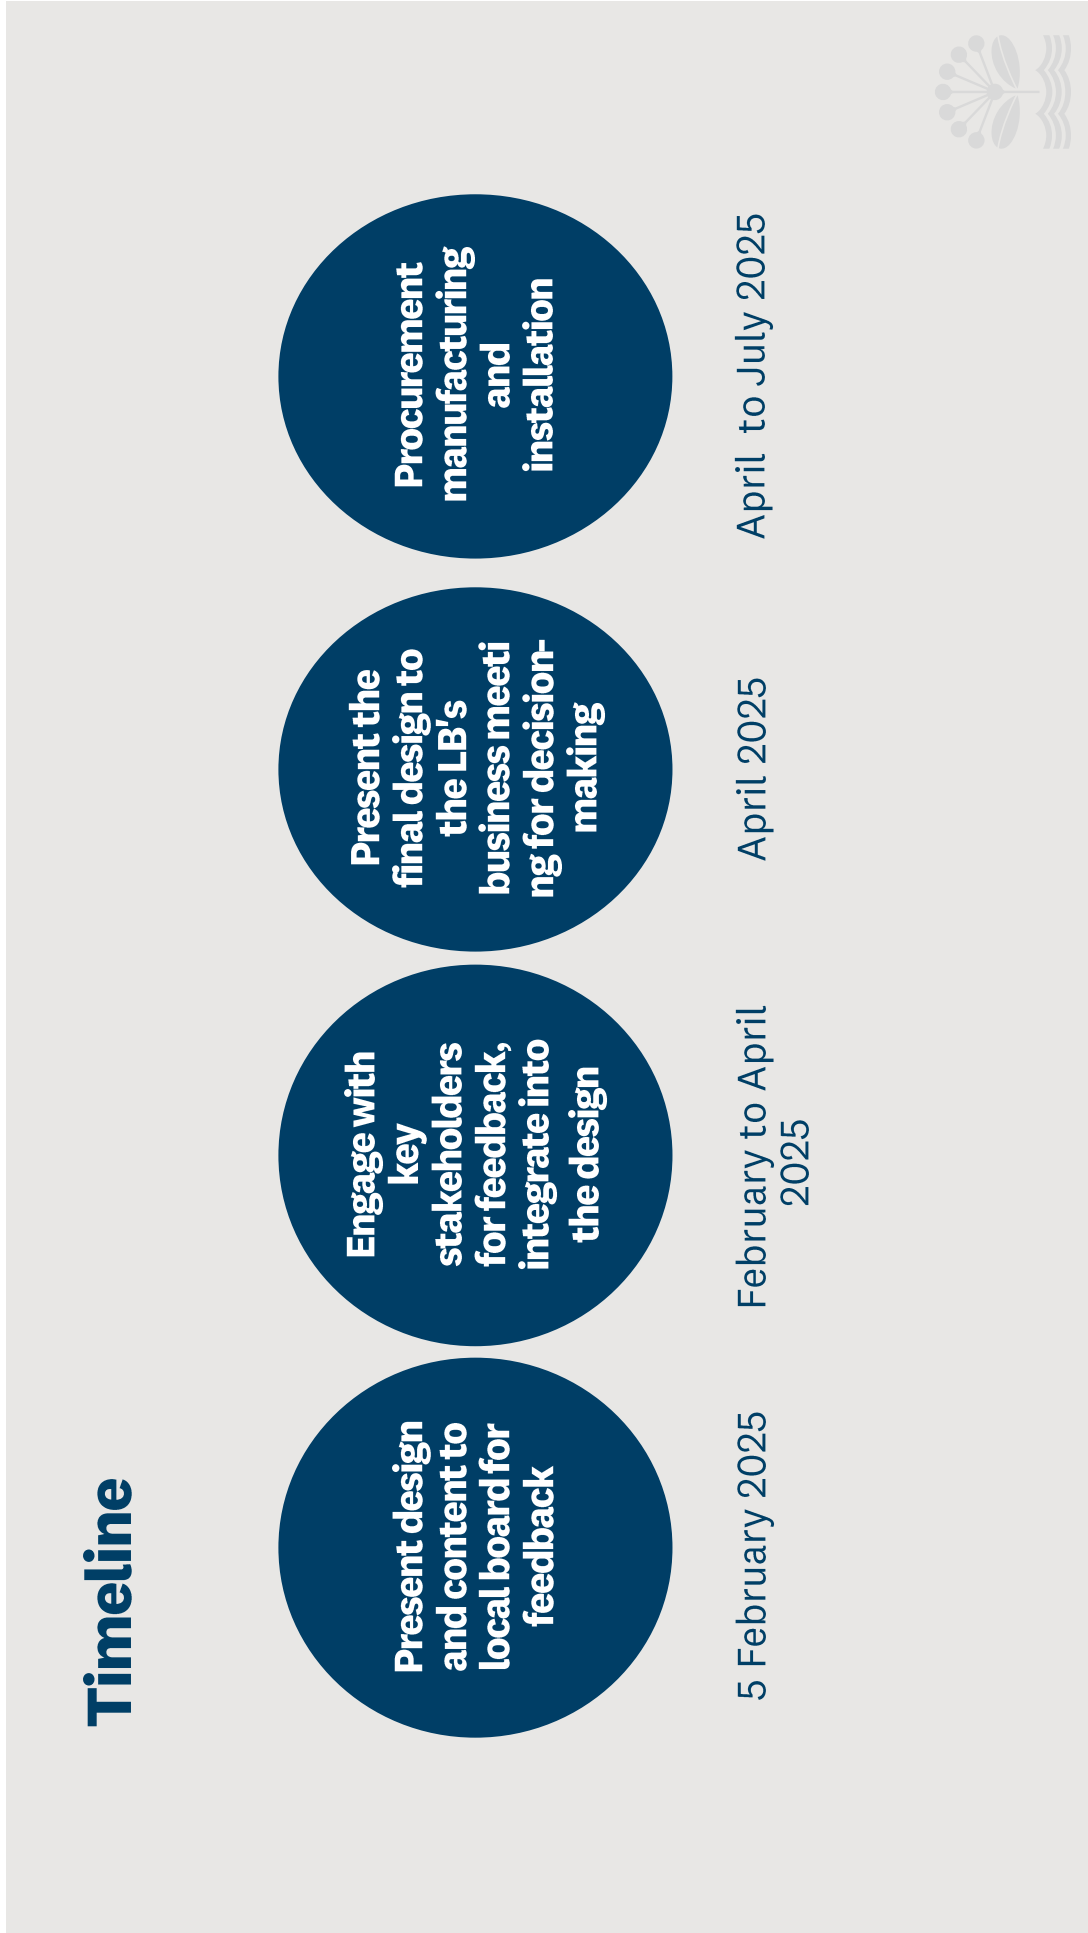 Timeline
Present design
and content to
local board for
feedback
5 February 2025
Engage with
key
stakeholders
for feedback,
integrate into
the design
February to April
2025
Present the
final design to
the LB's
business meeti
ng for decision-
making
April 2025
Procurement
manufacturing
and
installation
April to July 2025